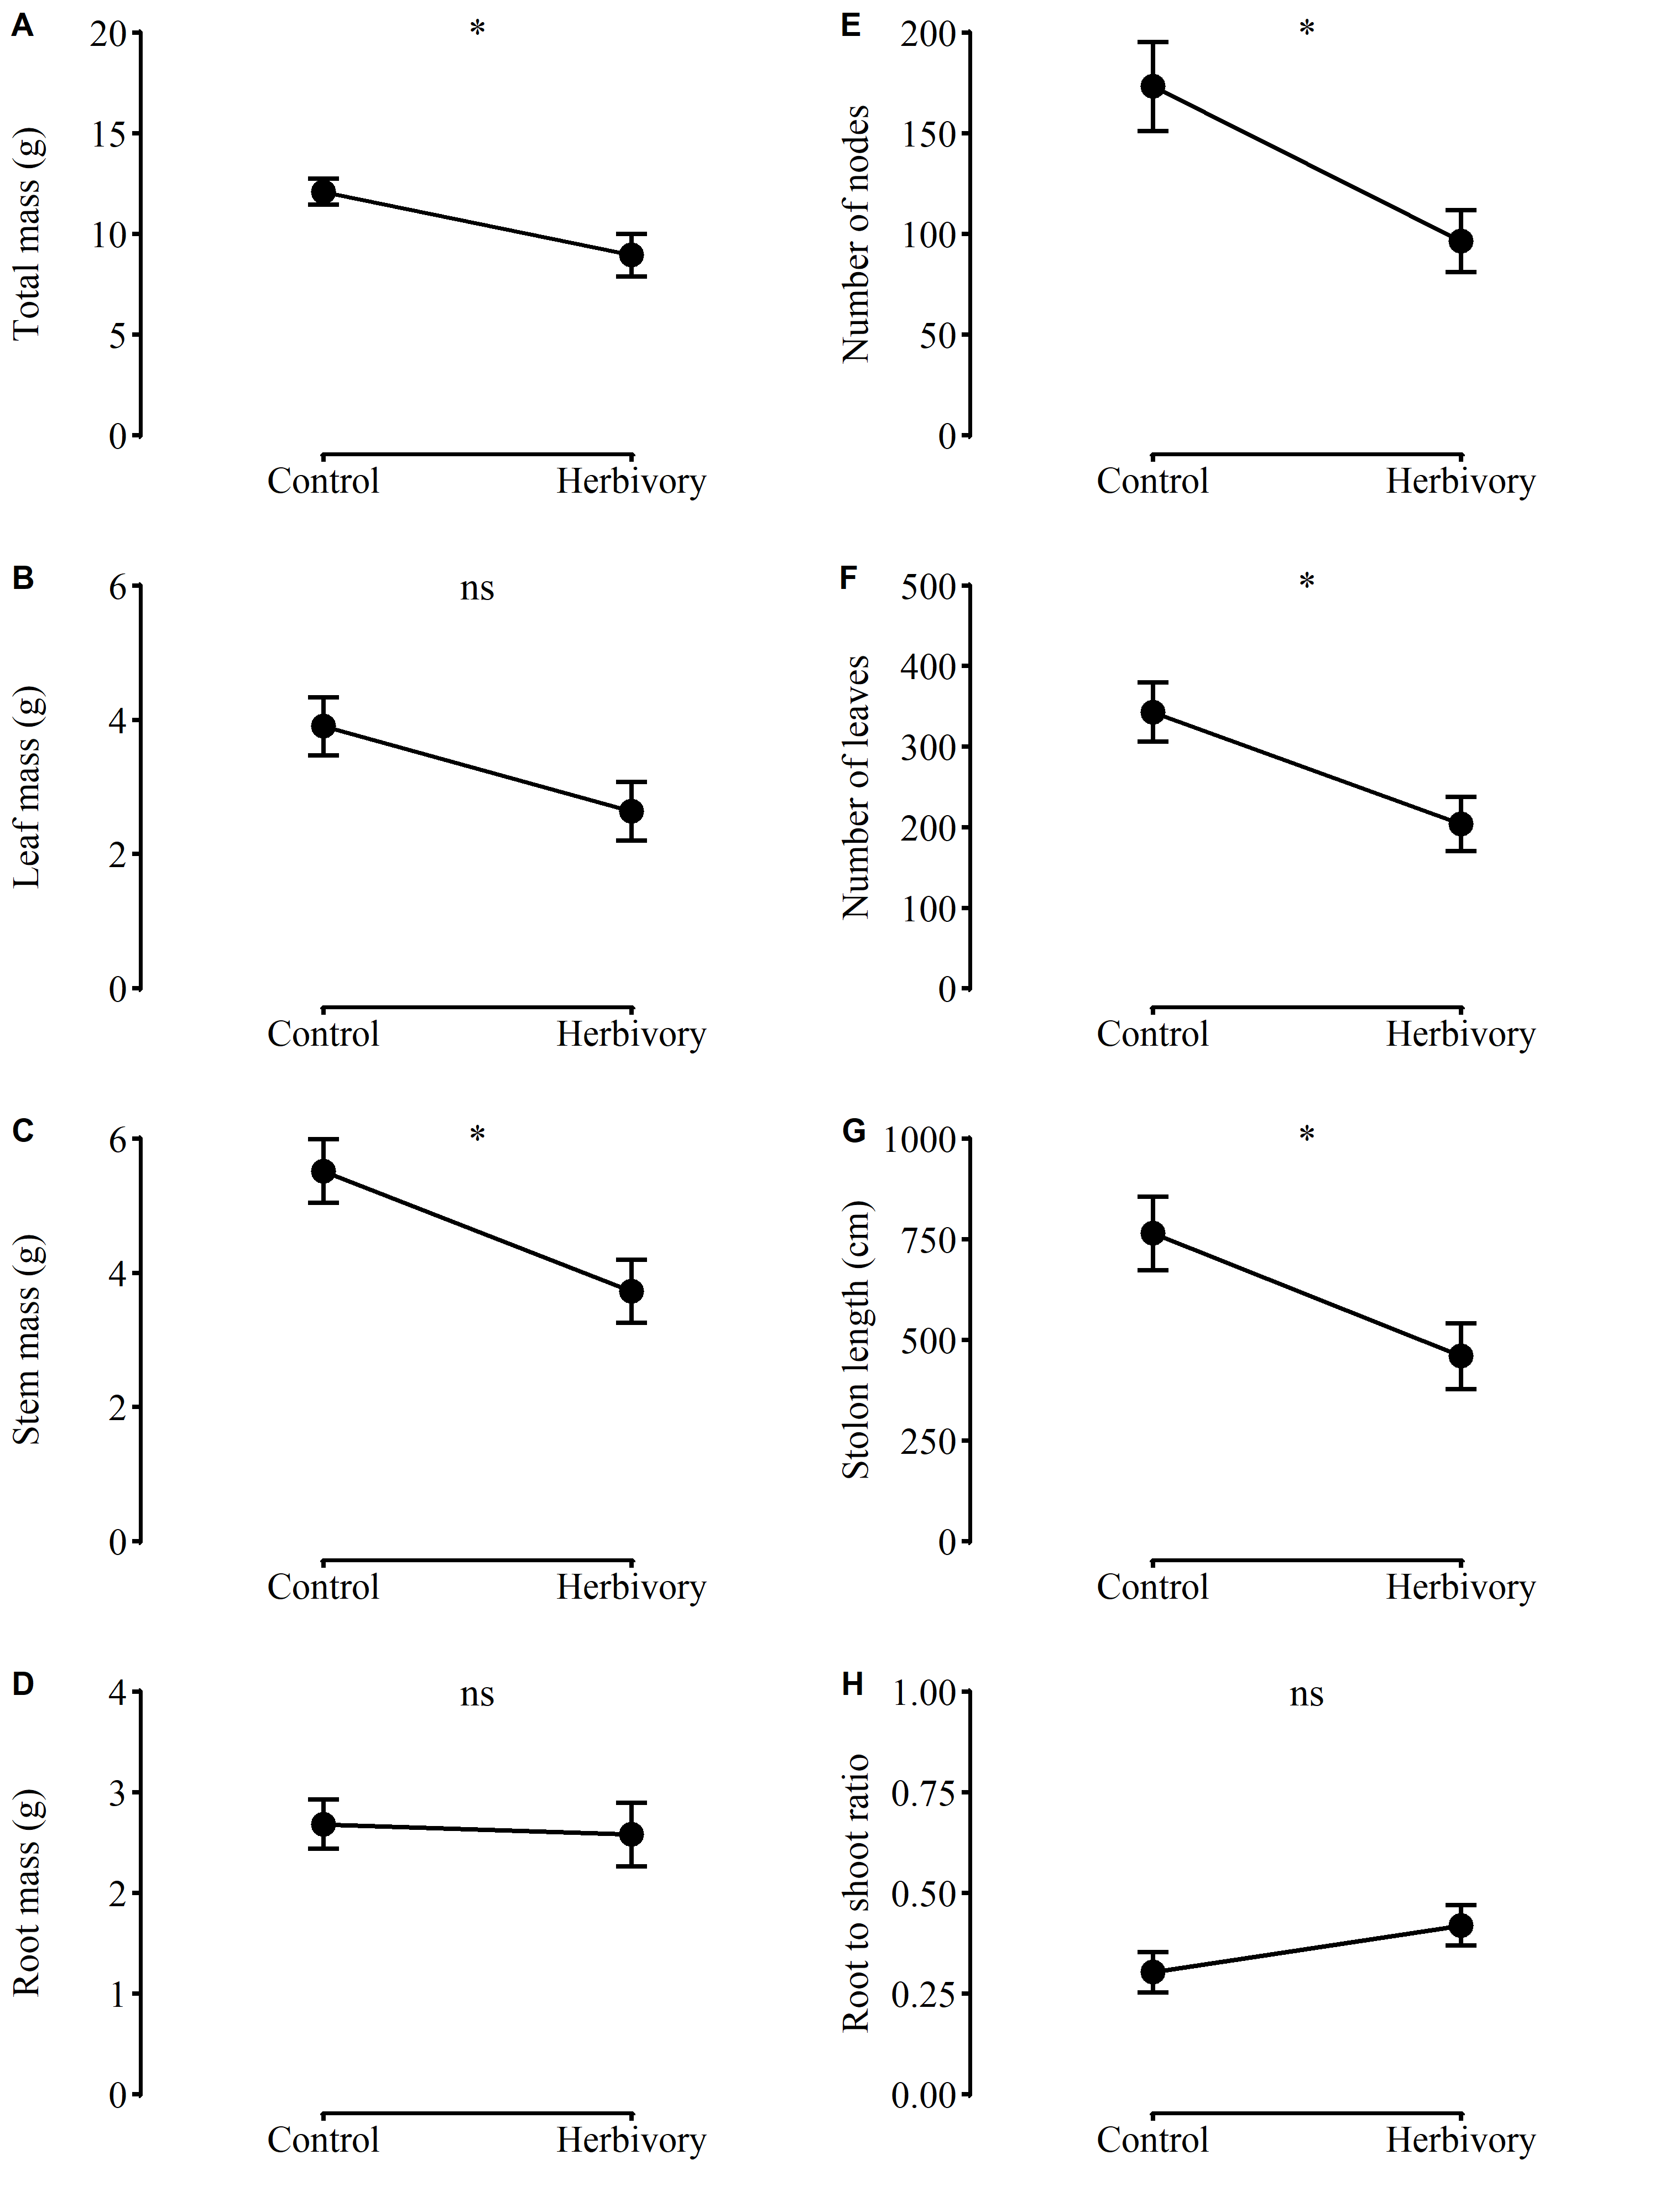 A
*
Total mass (g)
20
15
10
5
0
Control Herbivory
E
*
Number of nodes
200
150
100
50
0
Control Herbivory
B
ns
Leaf mass (g)
6
4
2
0
Control Herbivory
F
*
Number of leaves
500
400
300
200
100
0
Control Herbivory
C
*
Stem mass (g)
6
4
2
0
Control Herbivory
G
*
Stolon length (cm)
1000
750
500
250
0
Control Herbivory
D
ns
Root mass (g)
4
3
2
1
0
Control Herbivory
H
ns
Root to shoot ratio
1.00
0.75
0.50
0.25
0.00
Control Herbivory